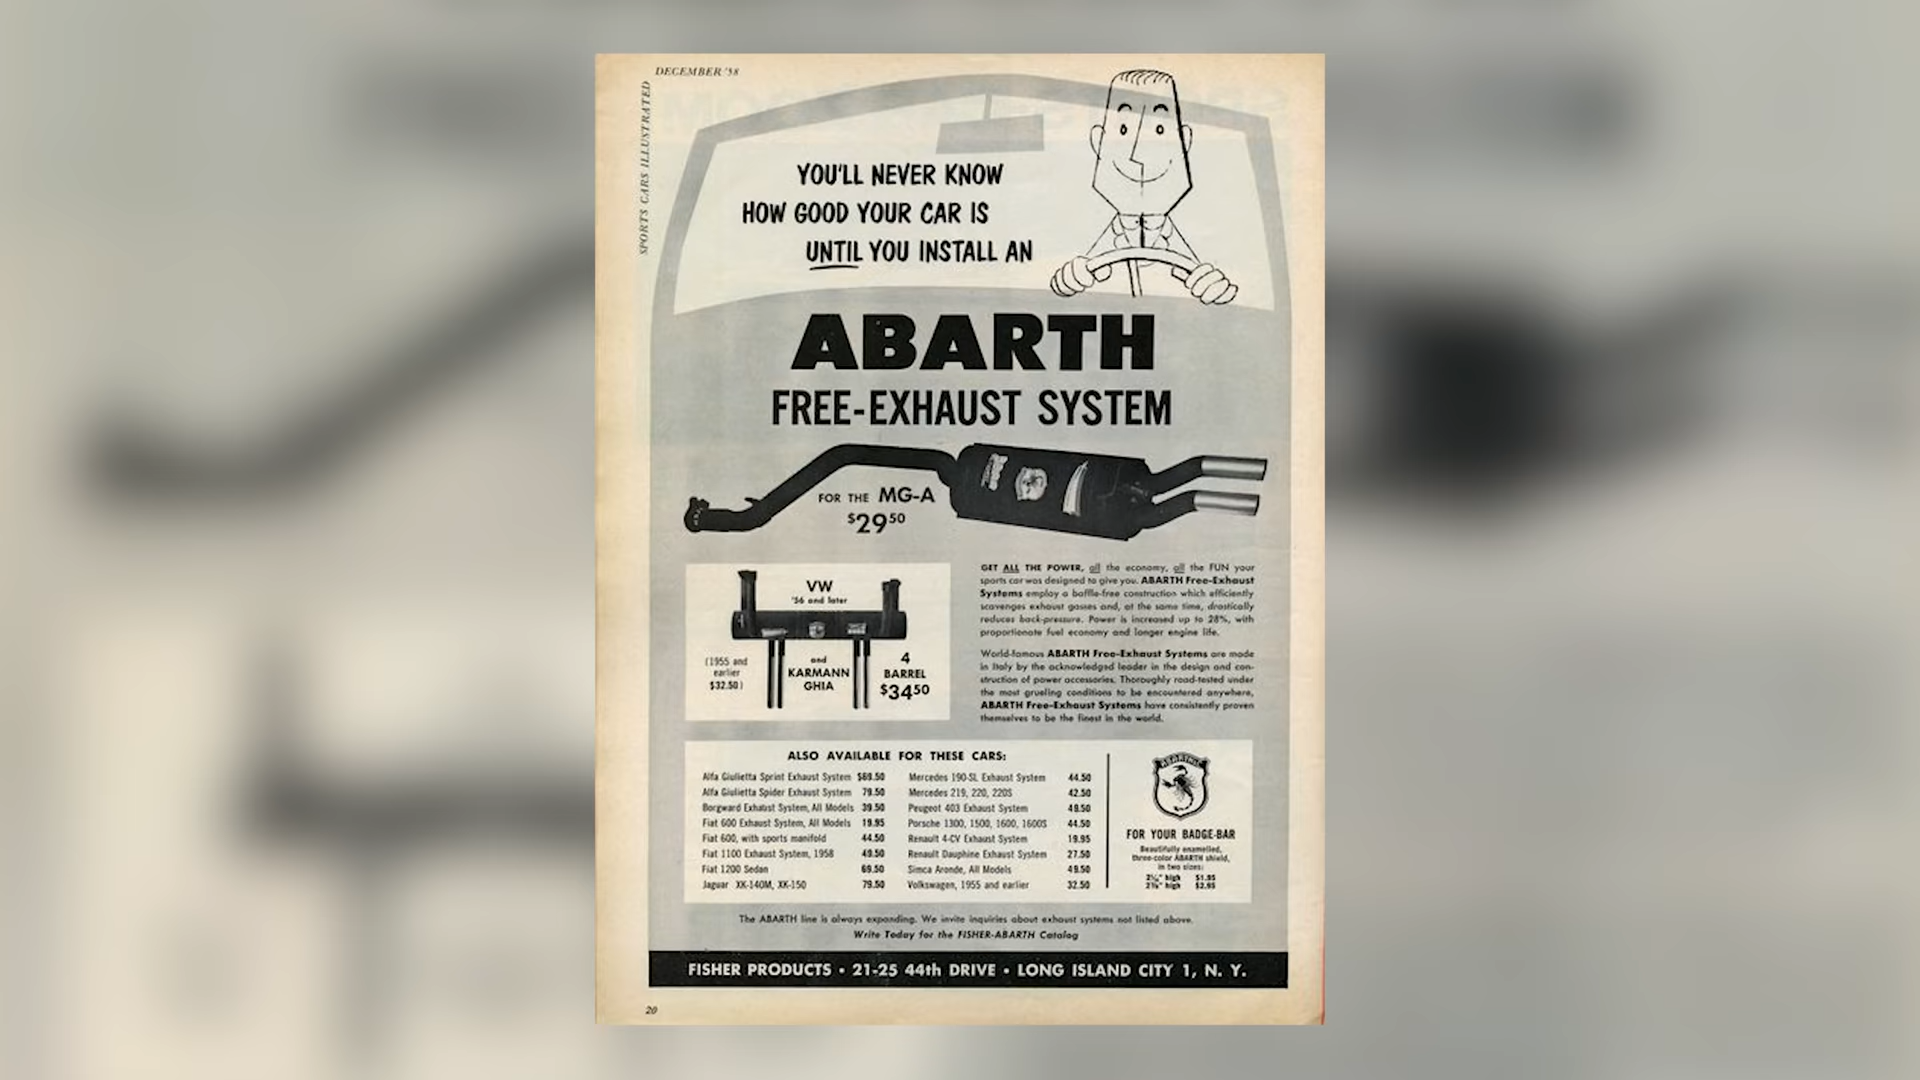 DECEMBER '58
SPORTS CARS ILLUSTRATED
YOU'LL NEVER KNOW
HOW GOOD YOUR CAR IS
UNTIL YOU INSTALL AN
ABARTH
FREE-EXHAUST SYSTEM
FOR THE MG-A
$29 50
VW
'56 and later
(1955 and
earlier
$32.50)
and
KARMANN
GHIA
4
BARREL
$34 50
GET ALL THE POWER, all the economy, all the FUN your
sports car was designed to give you. ABARTH Free-Exhaust
Systems employ a baffle-free construction which efficiently
scavenges exhaust gasses and, at the same time, drastically
reduces back-pressure. Power is increased up to 28%, with
proportionate fuel economy and longer engine life.
World-famous ABARTH Free-Exhaust Systems are made
in Italy by the acknowledged leader in the design and con-
struction of power accessories. Thoroughly road-tested under
the most grueling conditions to be encountered anywhere,
ABARTH Free-Exhaust Systems have consistently proven
themselves to be the finest in the world.
ALSO AVAILABLE FOR THESE CARS:
Alfa Giulietta Sprint Exhaust System $69.50
Alfa Giulietta Spider Exhaust System 79.50
Borgward Exhaust System, All Models 39.50
Fiat 600 Exhaust System, All Models 19.95
Fiat 600, with sports manifold 44.50
Fiat 1100 Exhaust System, 1958 49.50
Fiat 1200 Sedan 69.50
Jaguar XK-140M, XK-150 79.50
Mercedes 190-SL Exhaust System 44.50
Mercedes 219, 220, 220S 42.50
Peugeot 403 Exhaust System 49.50
Porsche 1300, 1500, 1600, 1600S 44.50
Renault 4-CV Exhaust System 19.95
Renault Dauphine Exhaust System 27.50
Simca Aronde, All Models 49.50
Volkswagen, 1955 and earlier 32.50
FOR YOUR BADGE-BAR
Beautifully enamelled,
three-color ABARTH shield,
in two sizes:
high $1.95
high $2.95
The ABARTH line is always expanding. We invite inquiries about exhaust systems not listed above.
Write Today for the FISHER-ABARTH Catalog
FISHER PRODUCTS • 21-25 44th DRIVE • LONG ISLAND CITY 1, N. Y.
20